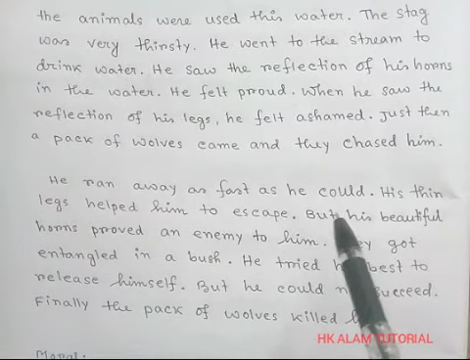 the animals were used this water. The stag
was very thirsty. He went to the stream to
drink water. He saw the reflection of his horns
in the water. He felt proud. When he saw the
reflection of his legs, he felt ashamed. Just then
a pack of wolves came and they chased him.
He ran away as fast as he could. His thin
legs helped him to escape. But his beautiful
horns proved an enemy to him. got
entangled in a bush. He tried best to
release himself. But he could succeed.
Finally the pack of wolves killed
HK ALAM TUTORIAL
Moral: